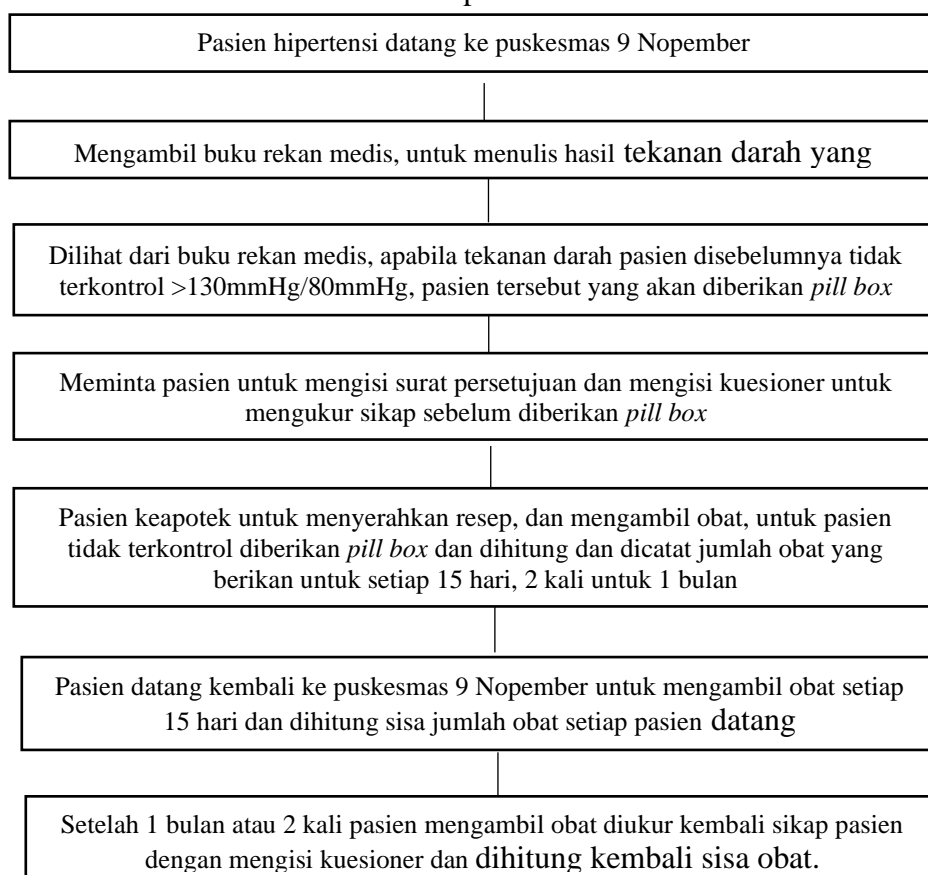 Pasien hipertensi datang ke puskesmas 9 Nopember
Mengambil buku rekan medis, untuk menulis hasil tekanan darah yang
Dilihat dari buku rekan medis, apabila tekanan darah pasien disebelumnya tidak
terkontrol >130mmHg/80mmHg, pasien tersebut yang akan diberikan pill box
Meminta pasien untuk mengisi surat persetujuan dan mengisi kuesioner untuk
mengukur sikap sebelum diberikan pill box
Pasien keapotek untuk menyerahkan resep, dan mengambil obat, untuk pasien
tidak terkontrol diberikan pill box dan dihitung dan dicatat jumlah obat yang
berikan untuk setiap 15 hari, 2 kali untuk 1 bulan
Pasien datang kembali ke puskesmas 9 Nopember untuk mengambil obat setiap
15 hari dan dihitung sisa jumlah obat setiap pasien datang
Setelah 1 bulan atau 2 kali pasien mengambil obat diukur kembali sikap pasien
dengan mengisi kuesioner dan dihitung kembali sisa obat.